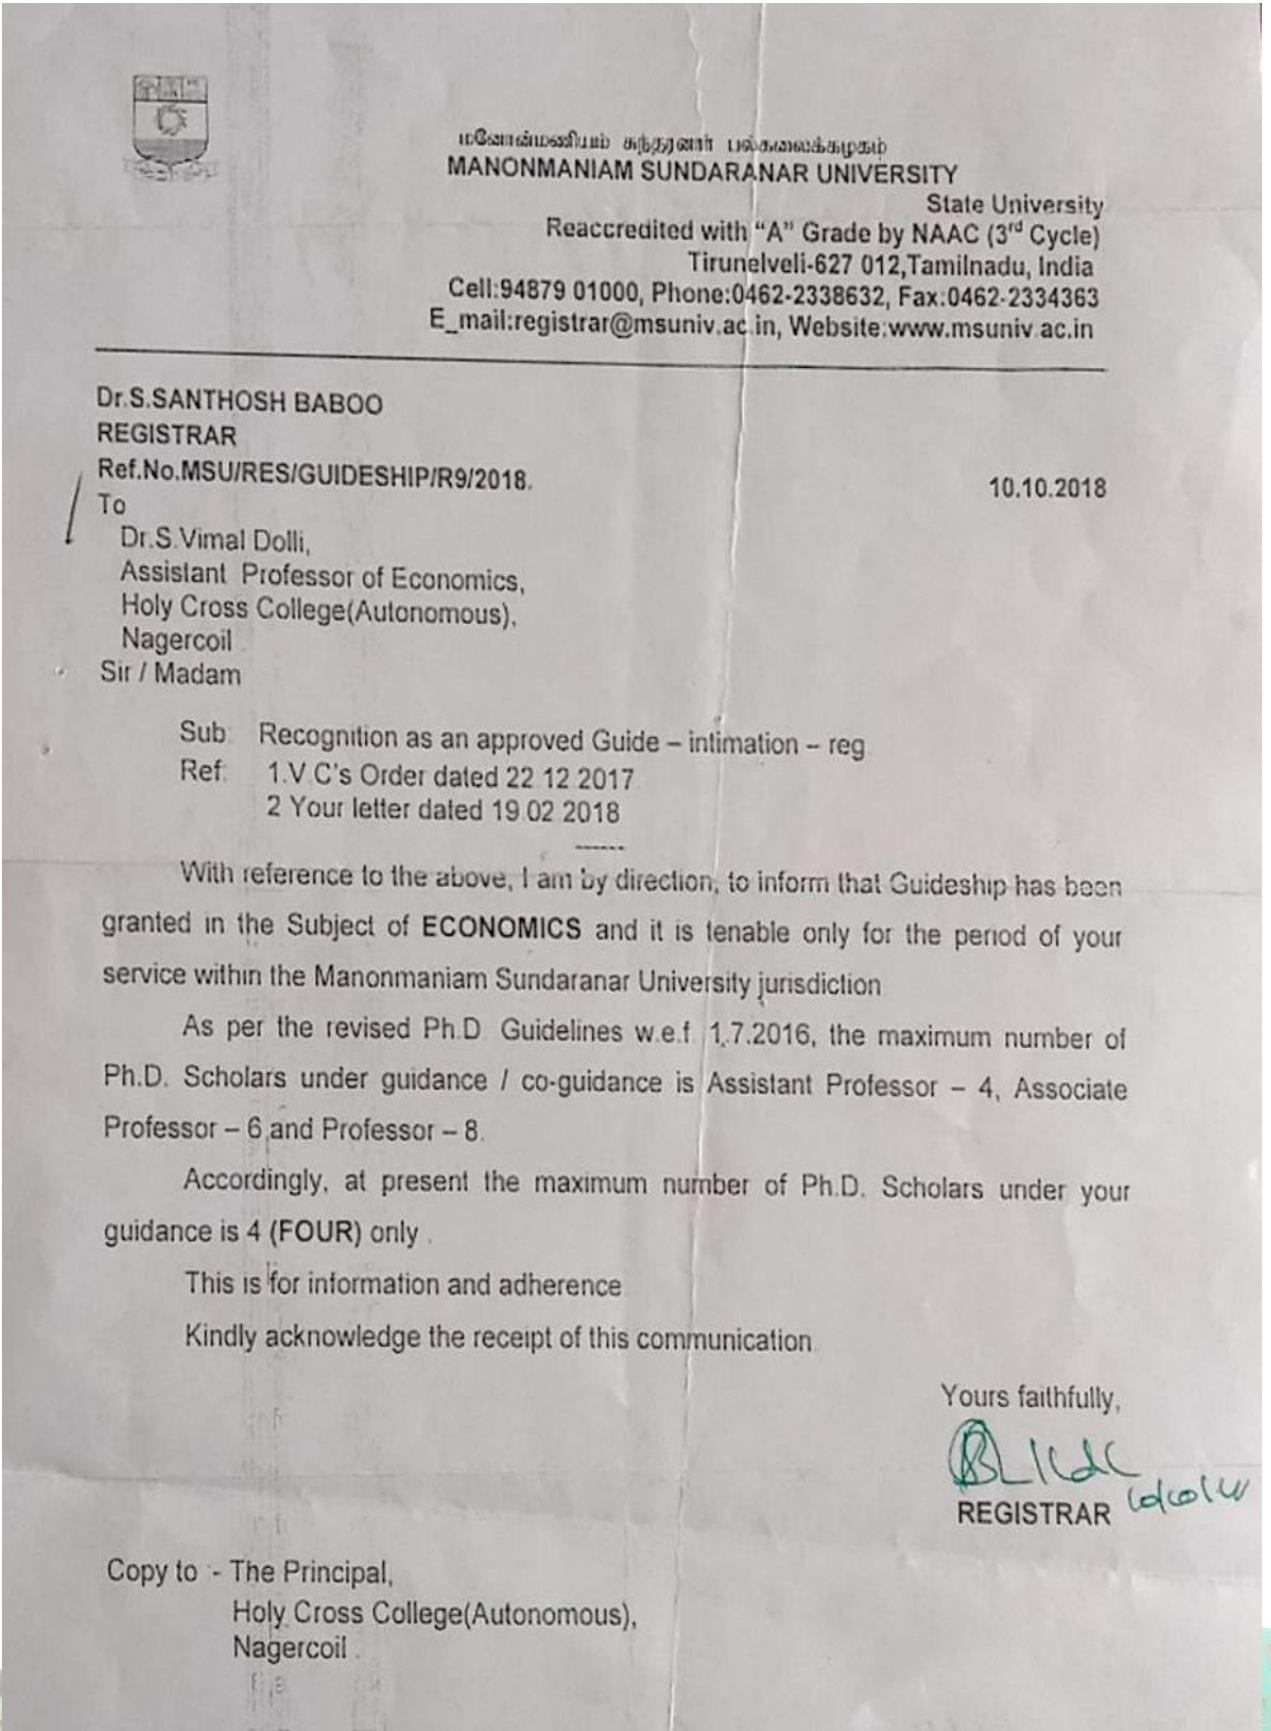 மனோன்மணியம் சுந்தரனார் பல்கலைக்கழகம்
MANONMANIAM SUNDARANAR UNIVERSITY
State University
Reaccredited with “A” Grade by NAAC (3rd Cycle)
Tirunelveli-627 012,Tamilnadu, India
Cell:94879 01000, Phone:0462-2338632, Fax:0462-2334363
E_mail:registrar@msuniv.ac.in, Website:www.msuniv.ac.in
Dr.S.SANTHOSH BABOO
REGISTRAR
Ref.No.MSU/RES/GUIDESHIP/R9/2018.
10.10.2018
To
Dr.S.Vimal Dolli,
Assistant Professor of Economics,
Holy Cross College(Autonomous),
Nagercoil
Sir / Madam
Sub: Recognition as an approved Guide – intimation – reg
Ref: 1.V.C's Order dated 22.12.2017
2 Your letter dated 19.02 2018
With reference to the above, I am by direction, to inform that Guideship has been
granted in the Subject of ECONOMICS and it is tenable only for the period of your
service within the Manonmaniam Sundaranar University jurisdiction
As per the revised Ph.D Guidelines w.e.f 1.7.2016, the maximum number of
Ph.D. Scholars under guidance / co-guidance is Assistant Professor – 4, Associate
Professor – 6 and Professor – 8.
Accordingly, at present the maximum number of Ph.D. Scholars under your
guidance is 4 (FOUR) only .
This is for information and adherence
Kindly acknowledge the receipt of this communication
Yours faithfully,
REGISTRAR
Copy to :- The Principal,
Holy Cross College(Autonomous),
Nagercoil .